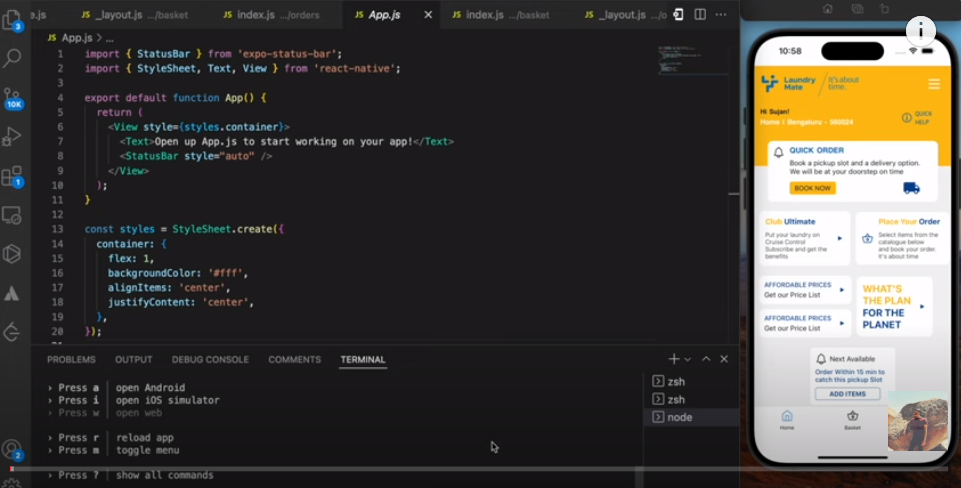 e.js
JS _layout.js .../basket
JS index.js .../orders
JS App.js ×
JS index.js .../basket
JS _layout.js .../o
JS App.js > ...
1 import { StatusBar } from 'expo-status-bar';
2 import { StyleSheet, Text, View } from 'react-native';
3
4 export default function App() {
5 return (
6 <View style={styles.container}>
7 <Text>Open up App.js to start working on your app!</Text>
8 <StatusBar style="auto" />
9 </View>
10 );
11 }
12
13 const styles = StyleSheet.create({
14 container: {
15 flex: 1,
16 backgroundColor: '#fff',
17 alignItems: 'center',
18 justifyContent: 'center',
19 },
20 });
3
10K
1
2
PROBLEMS OUTPUT DEBUG CONSOLE COMMENTS TERMINAL
› Press a | open Android
› Press i | open iOS simulator
› Press w | open web
› Press r | reload app
› Press m | toggle menu
› Press ? | show all commands
zsh
zsh
node
i
10:58
Laundry
Mate
It's about
time.
Hi Sujan!
Home | Bengaluru - 560024
QUICK
HELP
QUICK ORDER
Book a pickup slot and a delivery option.
We will be at your doorstep on time
BOOK NOW
Club Ultimate
Put your laundry on
Cruise Control
Subscribe and get the
benefits
Place Your Order
Select items from the
catalogue below
and book your order.
It's about time
AFFORDABLE PRICES
Get our Price List
AFFORDABLE PRICES
Get our Price List
WHAT'S
THE PLAN
FOR THE
PLANET
Next Available
Order Within 15 min to
catch this pickup Slot
ADD ITEMS
Home
Basket